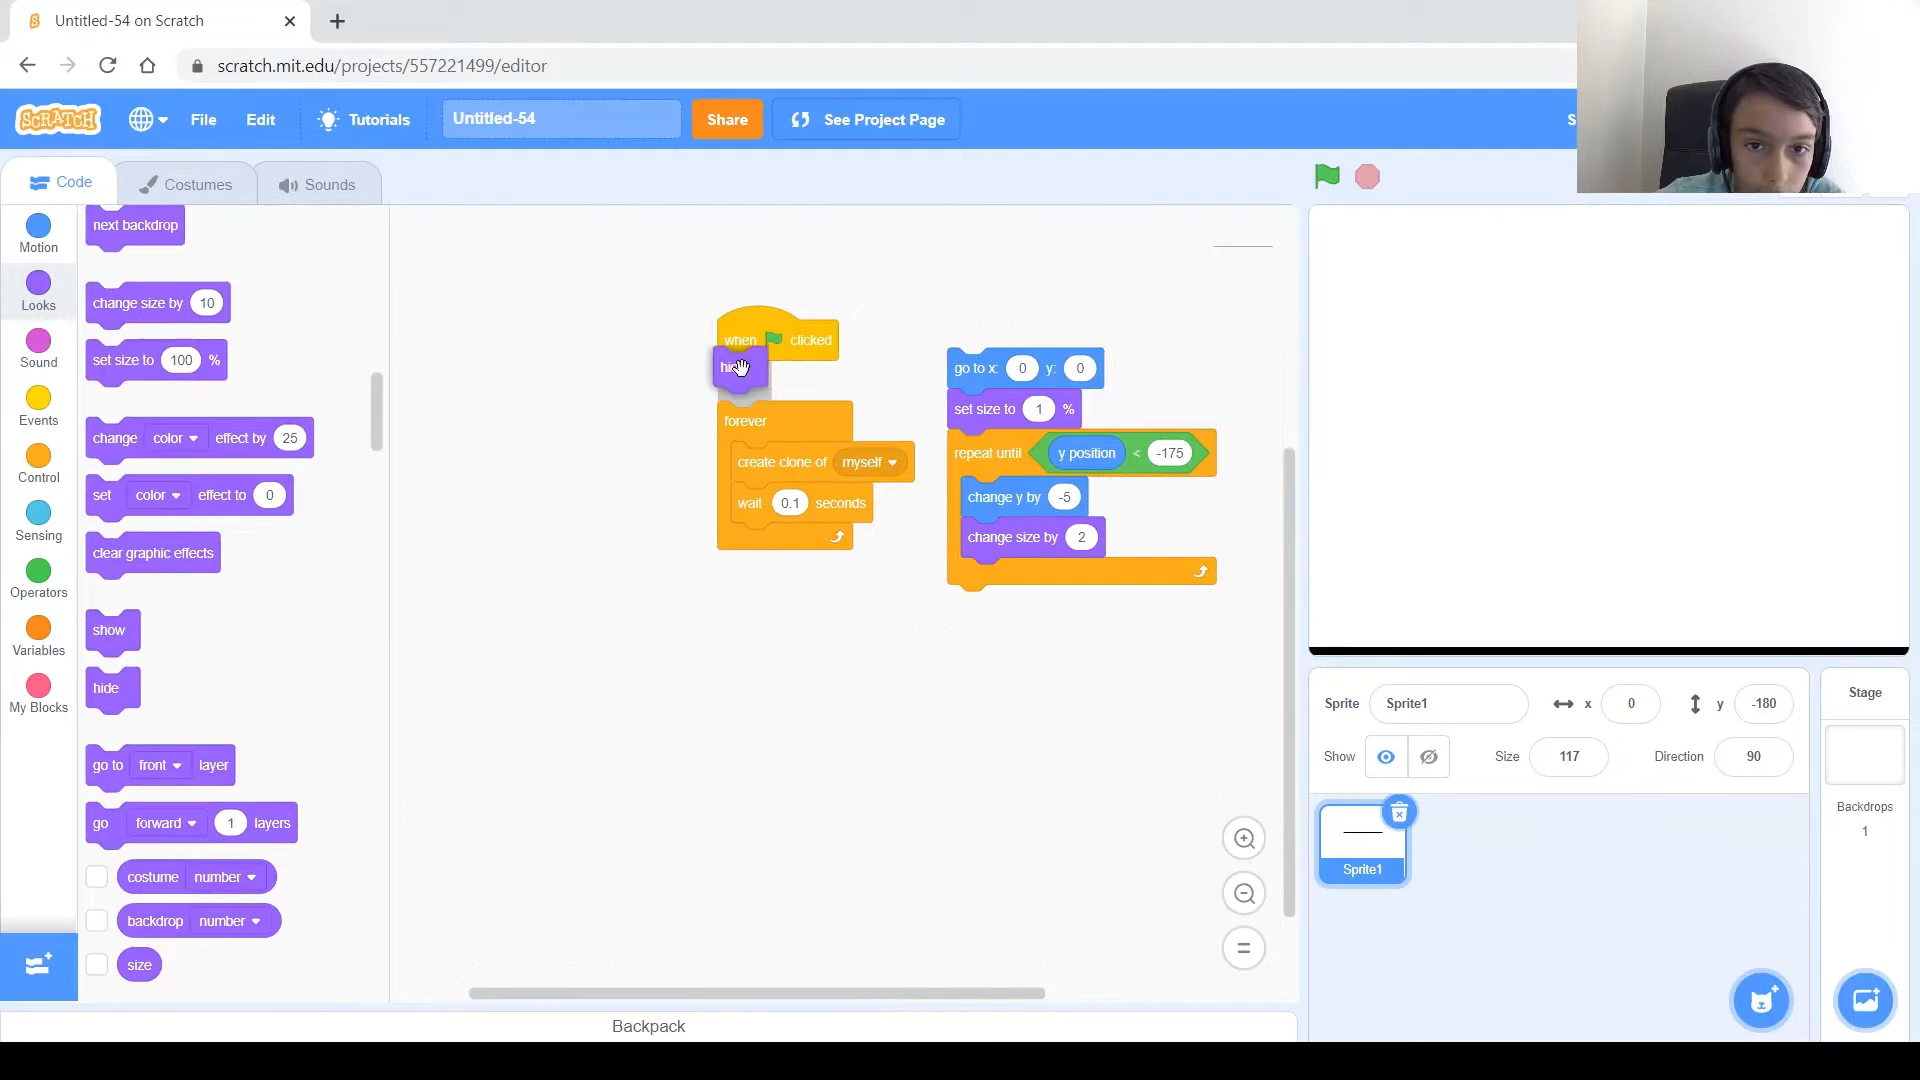 Untitled-54 on Scratch
scratch.mit.edu/projects/557221499/editor
SCRATCH
File
Edit
Tutorials
Untitled-54
Share
See Project Page
S
Code
Costumes
Sounds
Motion
Looks
Sound
Events
Control
Sensing
Operators
Variables
My Blocks
next backdrop
change size by 10
set size to 100 %
change color effect by 25
set color effect to 0
clear graphic effects
show
hide
go to front layer
go forward 1 layers
costume number
backdrop number
size
when clicked
forever
create clone of myself
wait 0.1 seconds
go to x: 0 y: 0
set size to 1 %
repeat until y position < -175
change y by -5
change size by 2
Backpack
Sprite Sprite1 x 0 y -180
Show Size 117 Direction 90
Sprite1
Stage
Backdrops
1